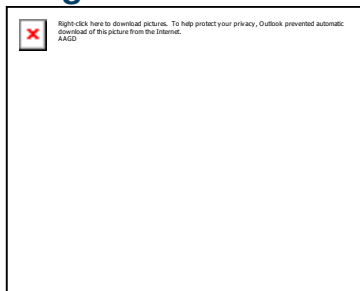 Right-click here to download pictures. To help protect your privacy, Outlook prevented automatic
download of this picture from the Internet.
AAGD